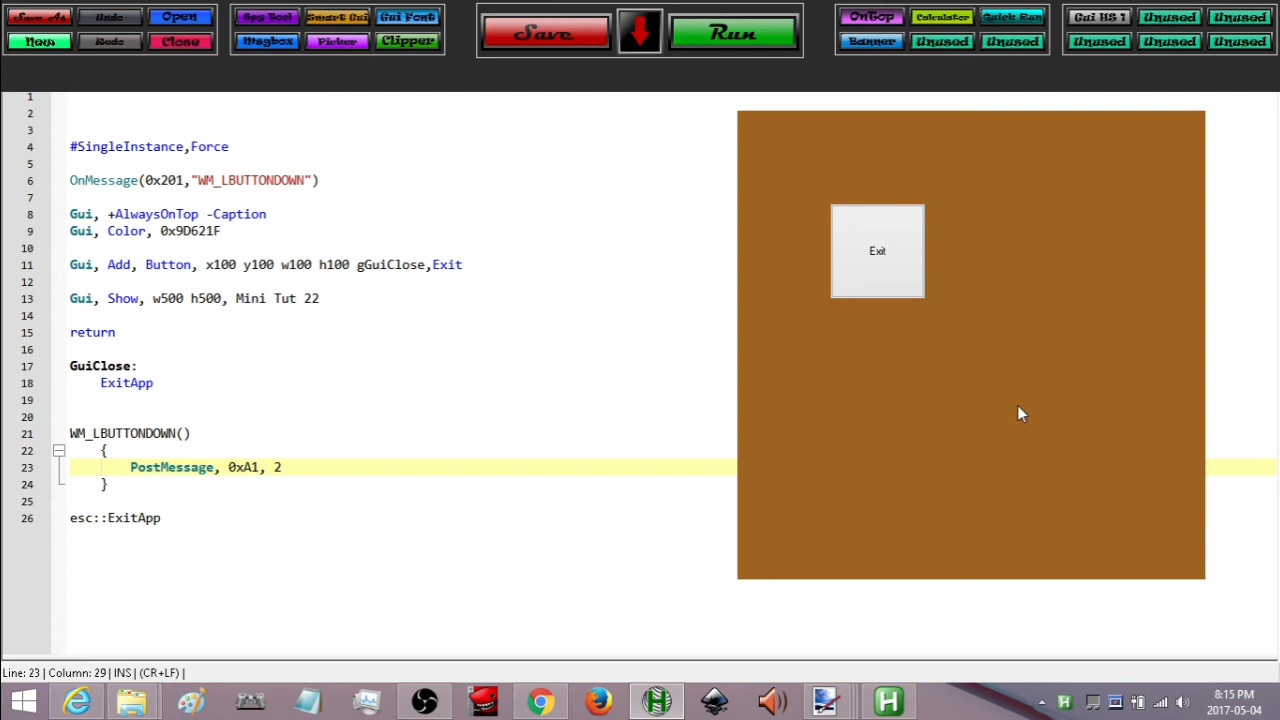 Save As Undo Open Spy Tool Smart Gui Gui Font Save Run OnTop Calculator Quick Run Gui HS 1 Unused Unused
New Redo Close Msgbox Picker Clipper Banner Unused Unused Unused Unused Unused
1
2
3
4 #SingleInstance,Force
5
6 OnMessage(0x201,"WM_LBUTTONDOWN")
7
8 Gui, +AlwaysOnTop -Caption
9 Gui, Color, 0x9D621F
10
11 Gui, Add, Button, x100 y100 w100 h100 gGuiClose,Exit
12
13 Gui, Show, w500 h500, Mini Tut 22
14
15 return
16
17 GuiClose:
18 ExitApp
19
20
21 WM_LBUTTONDOWN()
22 {
23 PostMessage, 0xA1, 2
24 }
25
26 esc::ExitApp
Exit
Line: 23 | Column: 29 | INS | (CR+LF) |
8:15 PM
2017-05-04